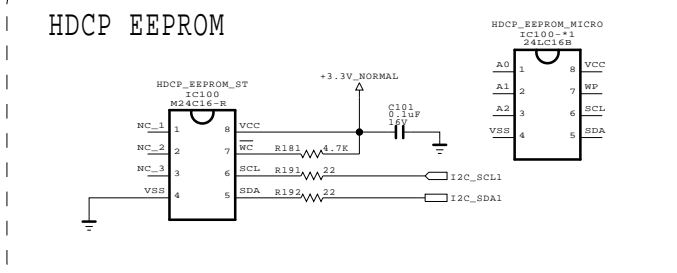 HDCP EEPROM
HDCP_EEPROM_MICRO
IC100-*1
24LC16B
A0 1 8 VCC
A1 2 7 WP
A2 3 6 SCL
VSS 4 5 SDA
+3.3V_NORMAL
HDCP_EEPROM_ST
IC100
M24C16-R
C101
0.1uF
16V
NC_1 1 8 VCC
NC_2 2 7 WC R181 4.7K
NC_3 3 6 SCL R191 22 I2C_SCL1
VSS 4 5 SDA R192 22 I2C_SDA1